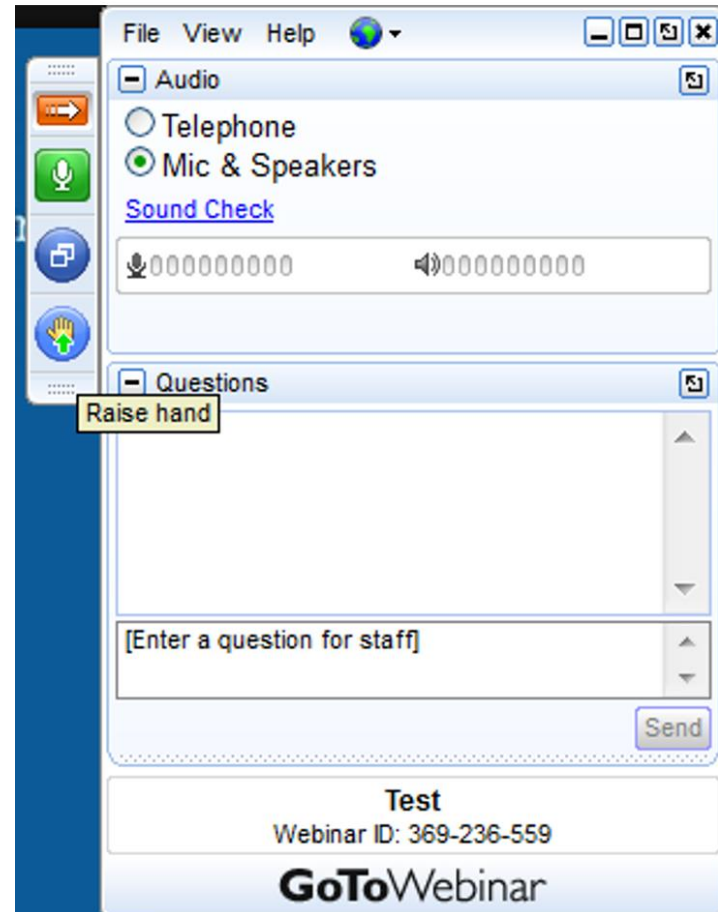 File View Help
Audio
Telephone
Mic & Speakers
Sound Check
000000000 000000000
Questions
Raise hand
[Enter a question for staff]
Send
Test
Webinar ID: 369-236-559
GoToWebinar